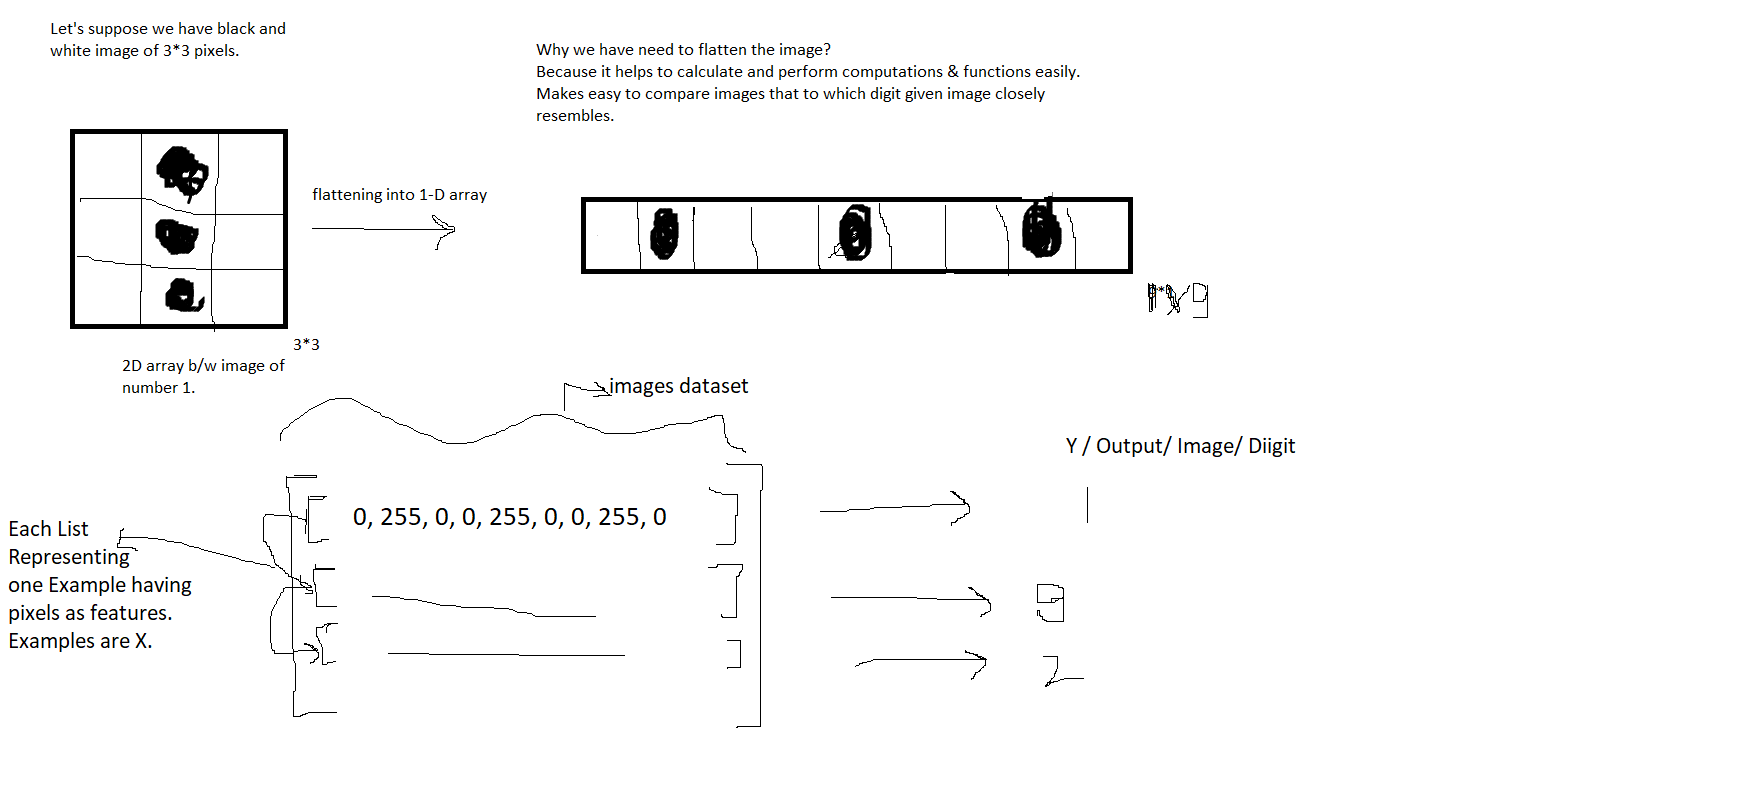 Let's suppose we have black and
white image of 3*3 pixels.
Why we have need to flatten the image?
Because it helps to calculate and perform computations & functions easily.
Makes easy to compare images that to which digit given image closely
resembles.
flattening into 1-D array
3*3
2D array b/w image of
number 1.
images dataset
Y / Output/ Image/ Diigit
0, 255, 0, 0, 255, 0, 0, 255, 0
1
Each List
Representing
one Example having
pixels as features.
Examples are X.
9
2